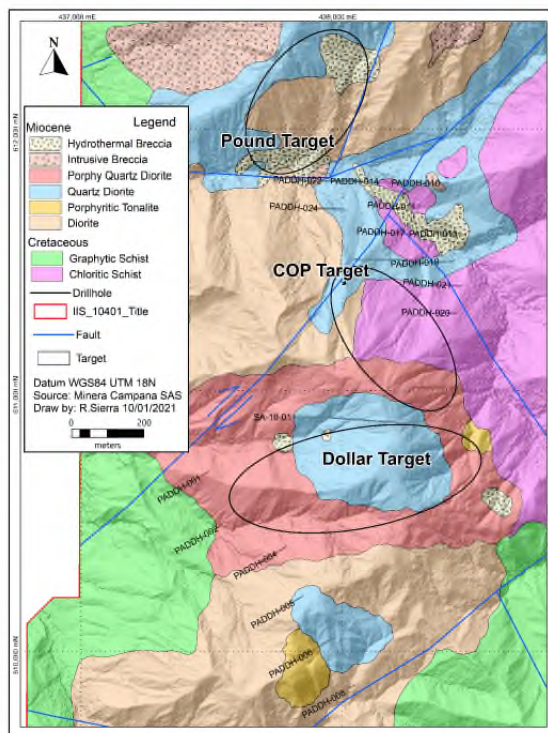 437,000 mE
438,000 mE
N
Legend
Miocene
Hydrothermal Breccia
Intrusive Breccia
Porphy Quartz Diorite
Quartz Diorite
Porphyritic Tonalite
Diorite
Cretaceous
Graphytic Schist
Chloritic Schist
Drillhole
IIS_10401_Title
Fault
Target
Datum WGS84 UTM 18N
Source: Minera Campana SAS
Draw by: R.Sierra 10/01/2021
0 200
meters
Pound Target
PADDH-022
PADDH-014
PADDH-010
PADDH-024
PADDH-017
PADDH-019
COP Target
PADDH-021
PADDH-020
SA-18-01
Dollar Target
PADDH-001
PADDH-002
PADDH-004
PADDH-005
PADDH-006
PADDH-008